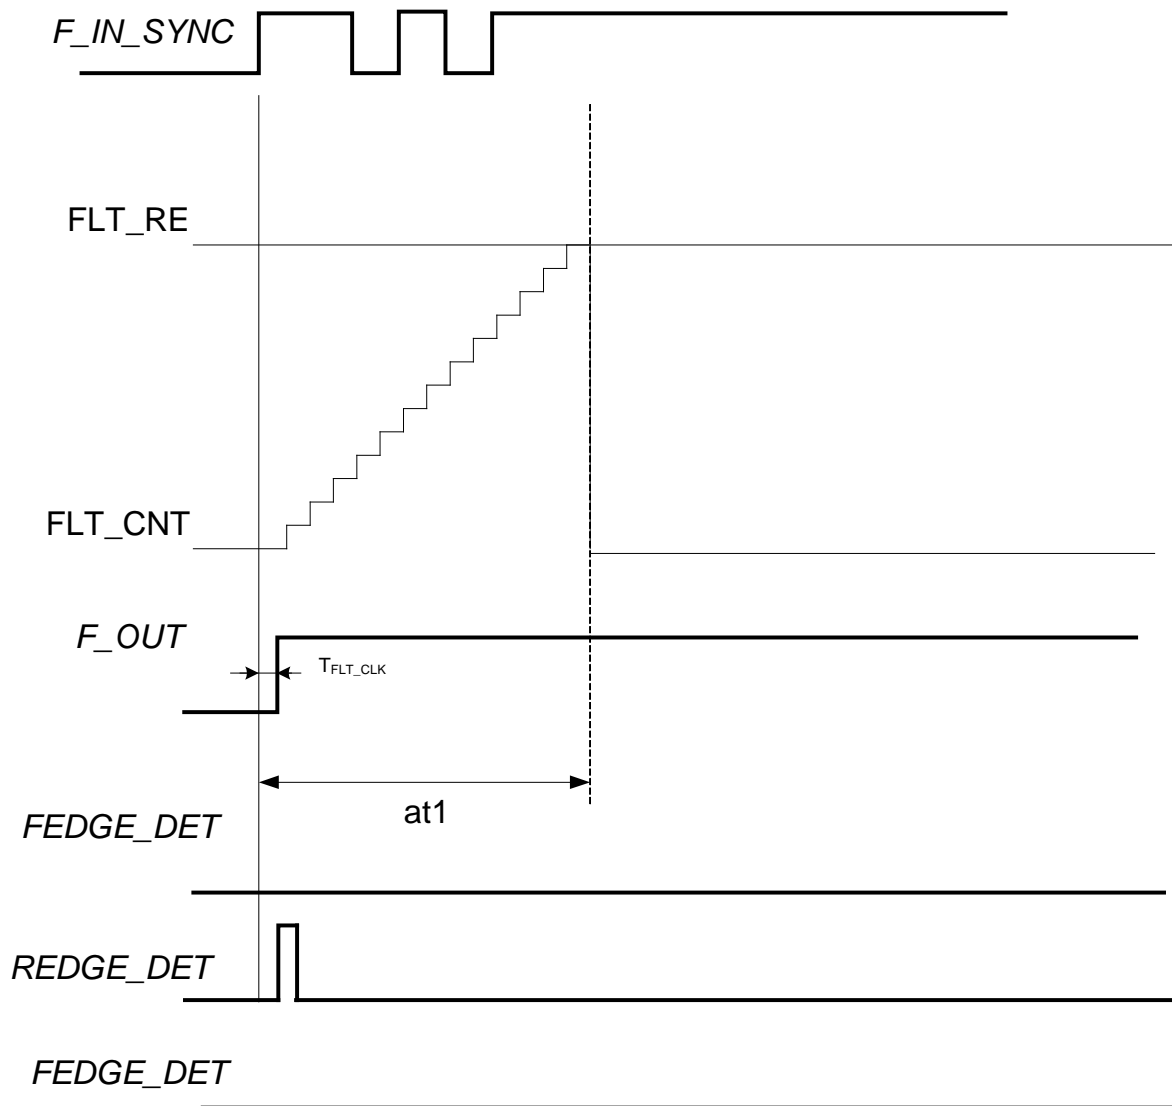 F_IN_SYNC
FLT_RE
FLT_CNT
F_OUT
TFLT_CLK
at1
FEDGE_DET
REDGE_DET
FEDGE_DET